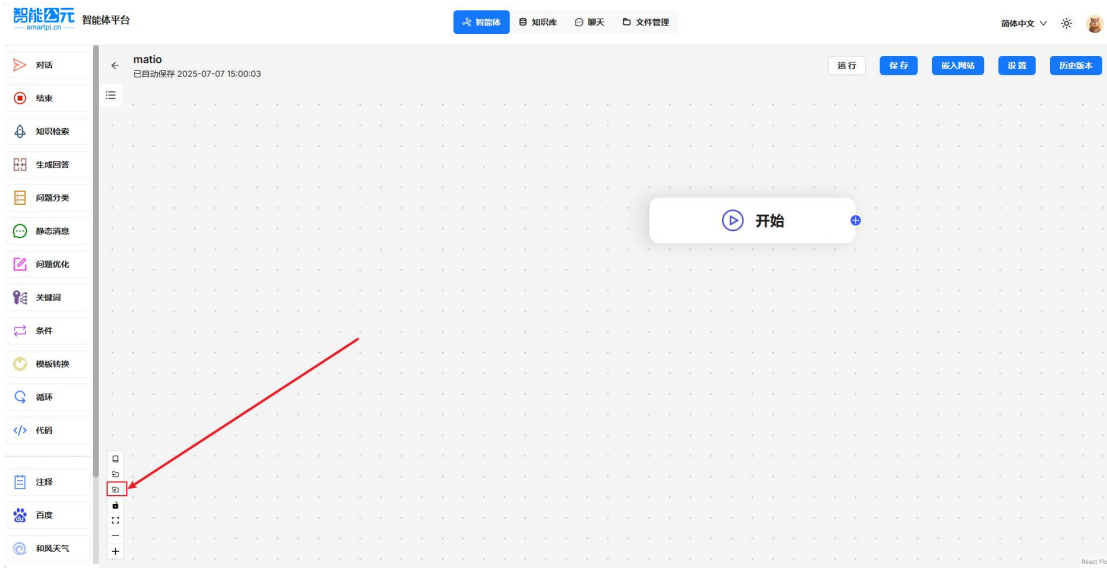 智能公元
smartpi.cn
智能体平台
智能体
知识库
聊天
文件管理
简体中文
对话
结束
知识检索
生成回答
问题分类
静态消息
问题优化
关键词
条件
模板转换
循环
代码
注释
百度
和风天气
matio
已自动保存 2025-07-07 15:00:03
运行
保存
嵌入网站
设置
历史版本
开始
React Flo